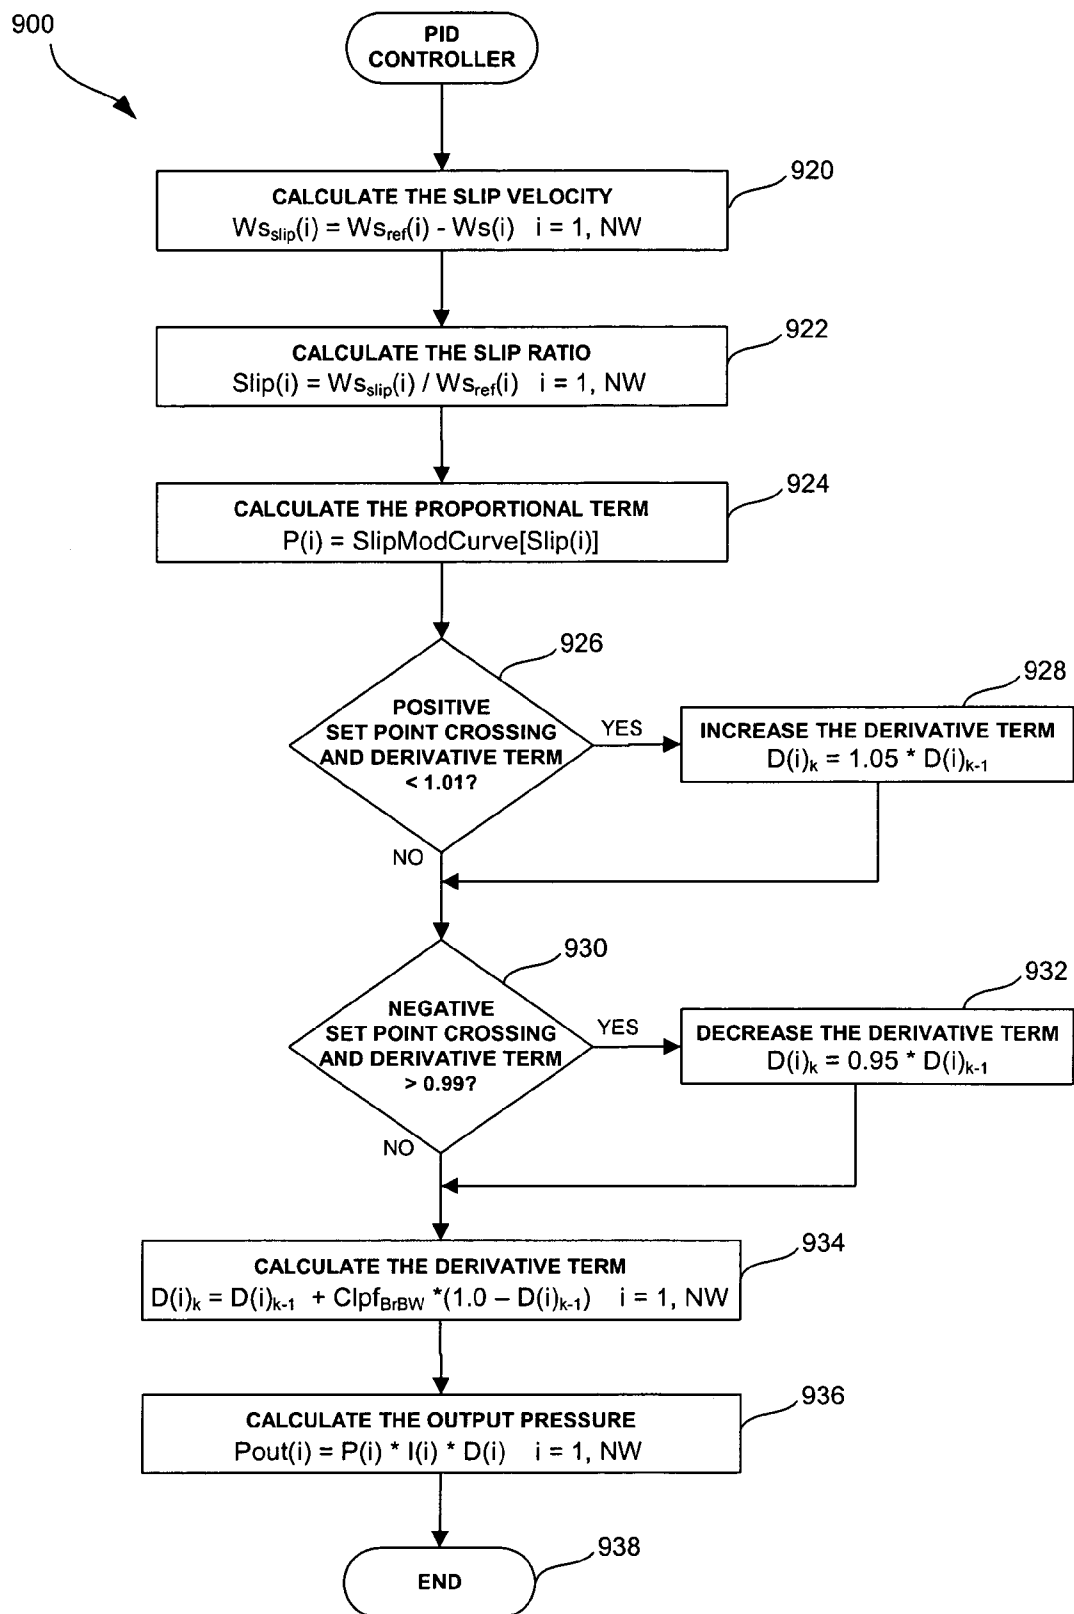 900
PID
CONTROLLER
920
CALCULATE THE SLIP VELOCITY
Wsslip(i) = Wsref(i) - Ws(i) i = 1, NW
922
CALCULATE THE SLIP RATIO
Slip(i) = Wsslip(i) / Wsref(i) i = 1, NW
924
CALCULATE THE PROPORTIONAL TERM
P(i) = SlipModCurve[Slip(i)]
926
POSITIVE
SET POINT CROSSING
AND DERIVATIVE TERM
< 1.01?
YES
928
INCREASE THE DERIVATIVE TERM
D(i)k = 1.05 * D(i)k-1
NO
930
NEGATIVE
SET POINT CROSSING
AND DERIVATIVE TERM
> 0.99?
YES
932
DECREASE THE DERIVATIVE TERM
D(i)k = 0.95 * D(i)k-1
NO
934
CALCULATE THE DERIVATIVE TERM
D(i)k = D(i)k-1 + ClpfBrBW *(1.0 – D(i)k-1) i = 1, NW
936
CALCULATE THE OUTPUT PRESSURE
Pout(i) = P(i) * I(i) * D(i) i = 1, NW
938
END